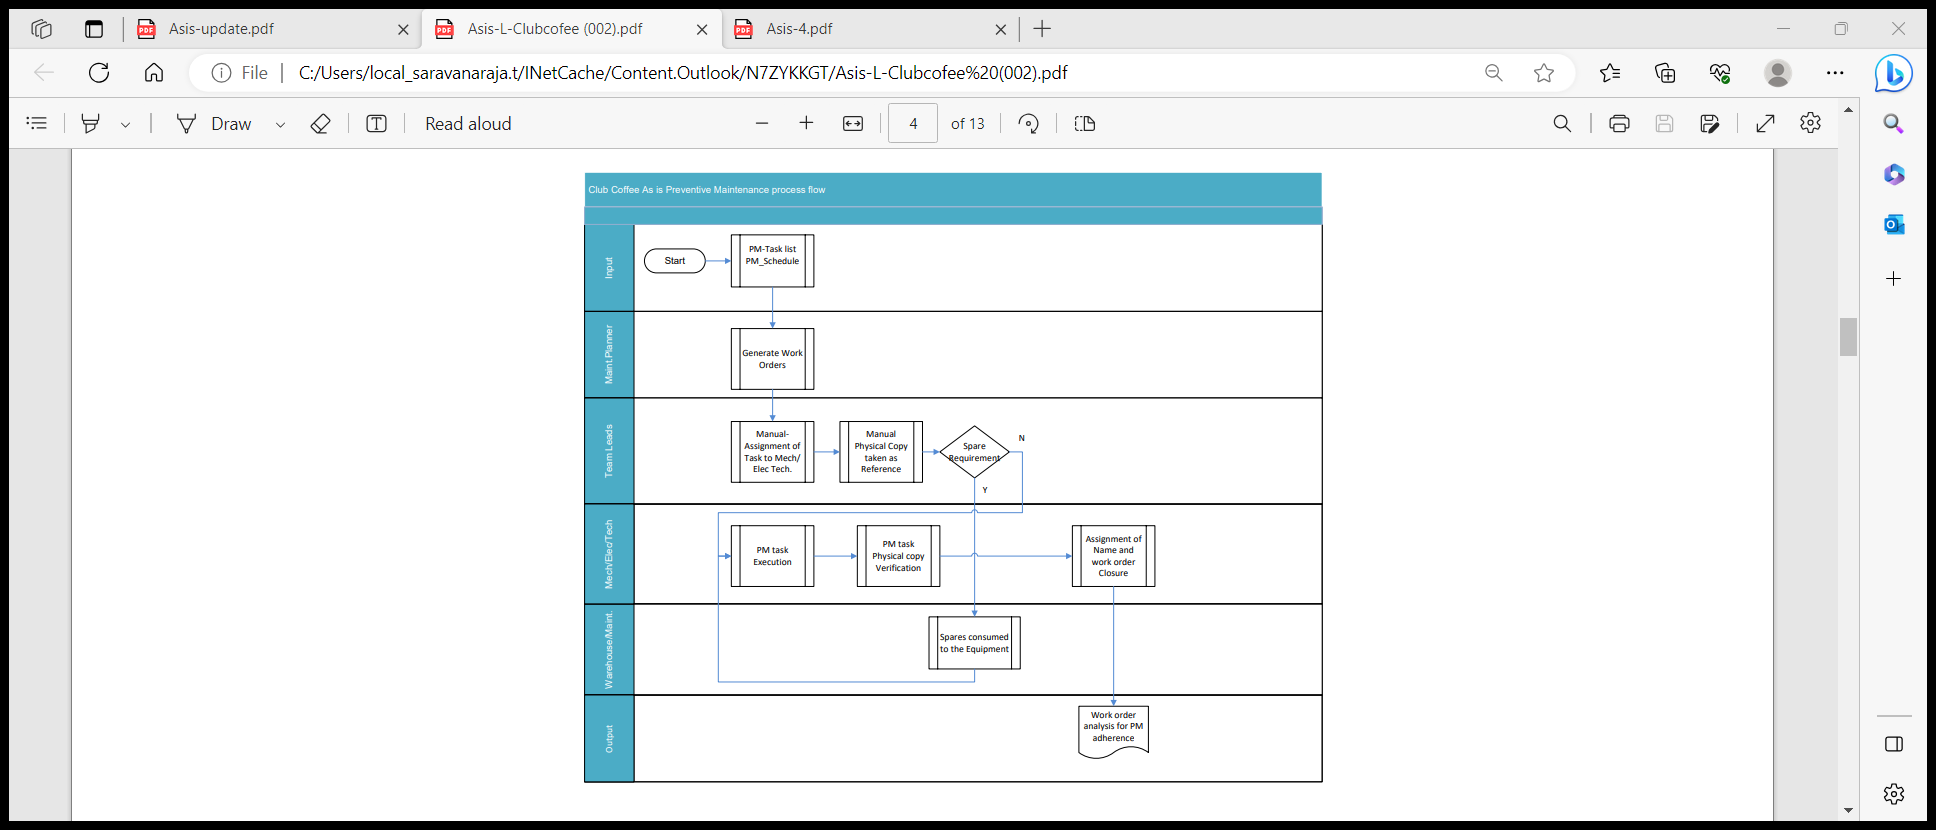 Asis-update.pdf
Asis-L-Clubcofee (002).pdf
Asis-4.pdf
File
C:/Users/local_saravanaraja.t/INetCache/Content.Outlook/N7ZYKKGT/Asis-L-Clubcofee%20(002).pdf
Draw
Read aloud
4
of 13
Club Coffee As is Preventive Maintenance process flow
Input
Start
PM-Task list
PM_Schedule
Maint.Planner
Generate Work
Orders
Team Leads
Manual-
Assignment of
Task to Mech/
Elec Tech.
Manual
Physical Copy
taken as
Reference
Spare
Requirement
N
Y
Mech/Elec/Tech
PM task
Execution
PM task
Physical copy
Verification
Assignment of
Name and
work order
Closure
Warehouse/Maint.
Spares consumed
to the Equipment
Output
Work order
analysis for PM
adherence